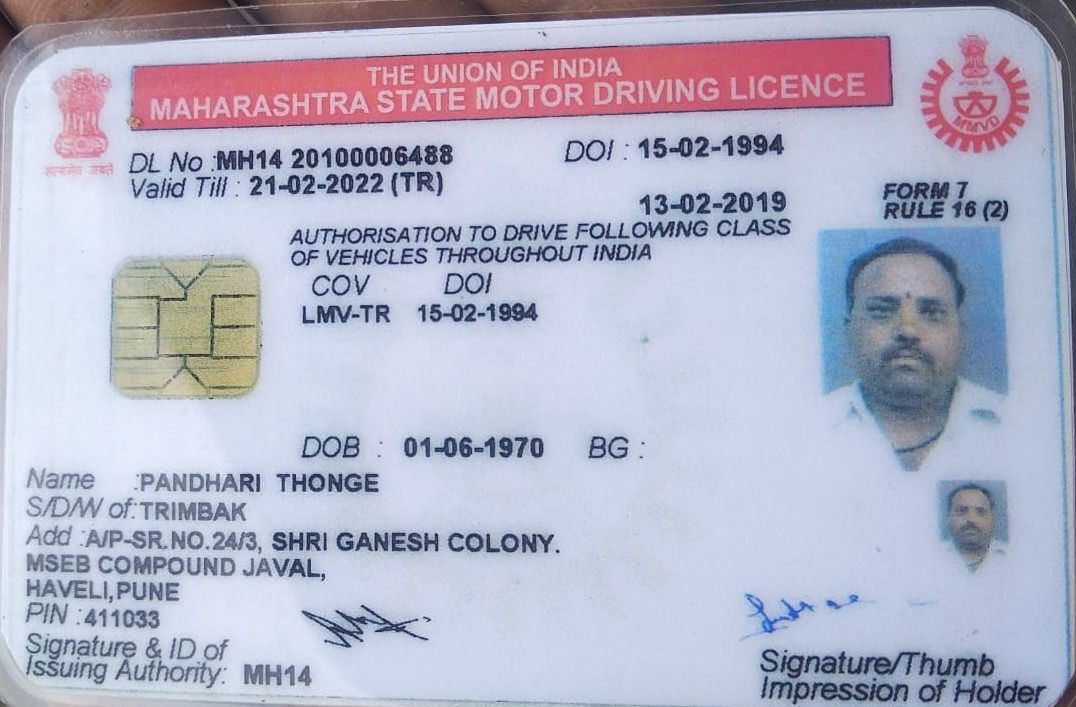 THE UNION OF INDIA
MAHARASHTRA STATE MOTOR DRIVING LICENCE
सत्यमेव जयते
MMVD
DL No :MH14 20100006488 DOI : 15-02-1994
Valid Till : 21-02-2022 (TR)
13-02-2019
FORM 7
RULE 16 (2)
AUTHORISATION TO DRIVE FOLLOWING CLASS
OF VEHICLES THROUGHOUT INDIA
COV DOI
LMV-TR 15-02-1994
DOB : 01-06-1970 BG :
Name :PANDHARI THONGE
S/D/W of:TRIMBAK
Add :A/P-SR.NO.24/3, SHRI GANESH COLONY.
MSEB COMPOUND JAVAL,
HAVELI,PUNE
PIN :411033
Signature & ID of
Issuing Authority: MH14
Signature/Thumb
Impression of Holder